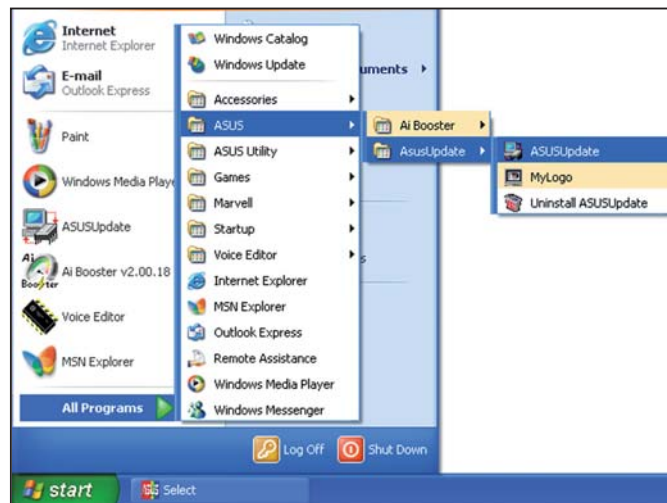 Internet
Internet Explorer
E-mail
Outlook Express
Paint
Windows Media Playe
ASUSUpdate
Ai Booster
Ai Booster v2.00.18
Voice Editor
MSN Explorer
All Programs
Windows Catalog
Windows Update
Accessories
ASUS
ASUS Utility
Games
Marvell
Startup
Voice Editor
Internet Explorer
MSN Explorer
Outlook Express
Remote Assistance
Windows Media Player
Windows Messenger
uments
s
Ai Booster
AsusUpdate
ASUSUpdate
MyLogo
Uninstall ASUSUpdate
Log Off
Shut Down
start
Select